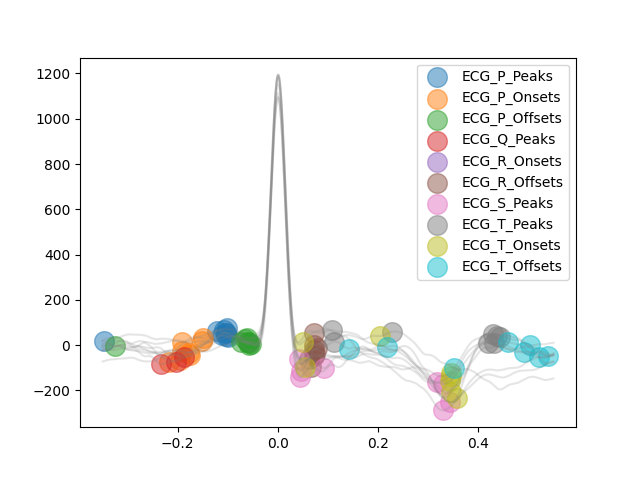 1200
1000
800
600
400
200
0
−200
−0.2
0.0
0.2
0.4
ECG_P_Peaks
ECG_P_Onsets
ECG_P_Offsets
ECG_Q_Peaks
ECG_R_Onsets
ECG_R_Offsets
ECG_S_Peaks
ECG_T_Peaks
ECG_T_Onsets
ECG_T_Offsets